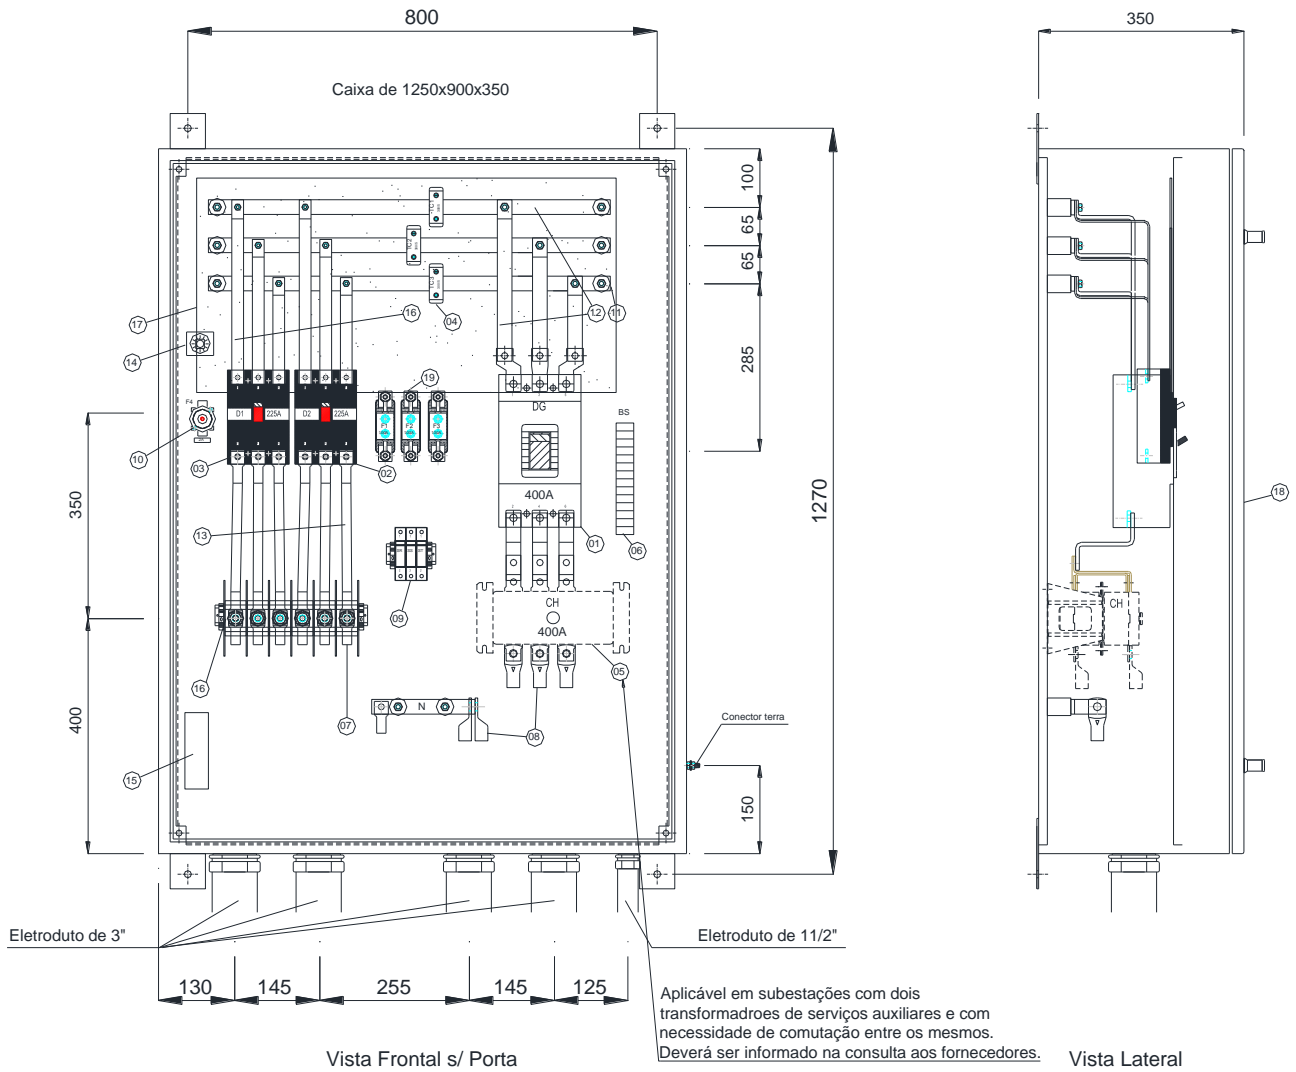 800
350
Caixa de 1250x900x350
100
65
65
285
1270
350
400
150
TC1
TC2
TC3
17
16
04
12
11
14
19
F4
10
D1
225A
D2
225A
F1
F2
F3
DG
400A
BS
03
02
13
01
06
18
09
CH
400A
CH
05
16
07
N
08
15
Conector terra
Eletroduto de 3"
Eletroduto de 11/2"
130
145
255
145
125
Aplicável em subestações com dois
transformadroes de serviços auxiliares e com
necessidade de comutação entre os mesmos.
Deverá ser informado na consulta aos fornecedores.
Vista Frontal s/ Porta
Vista Lateral